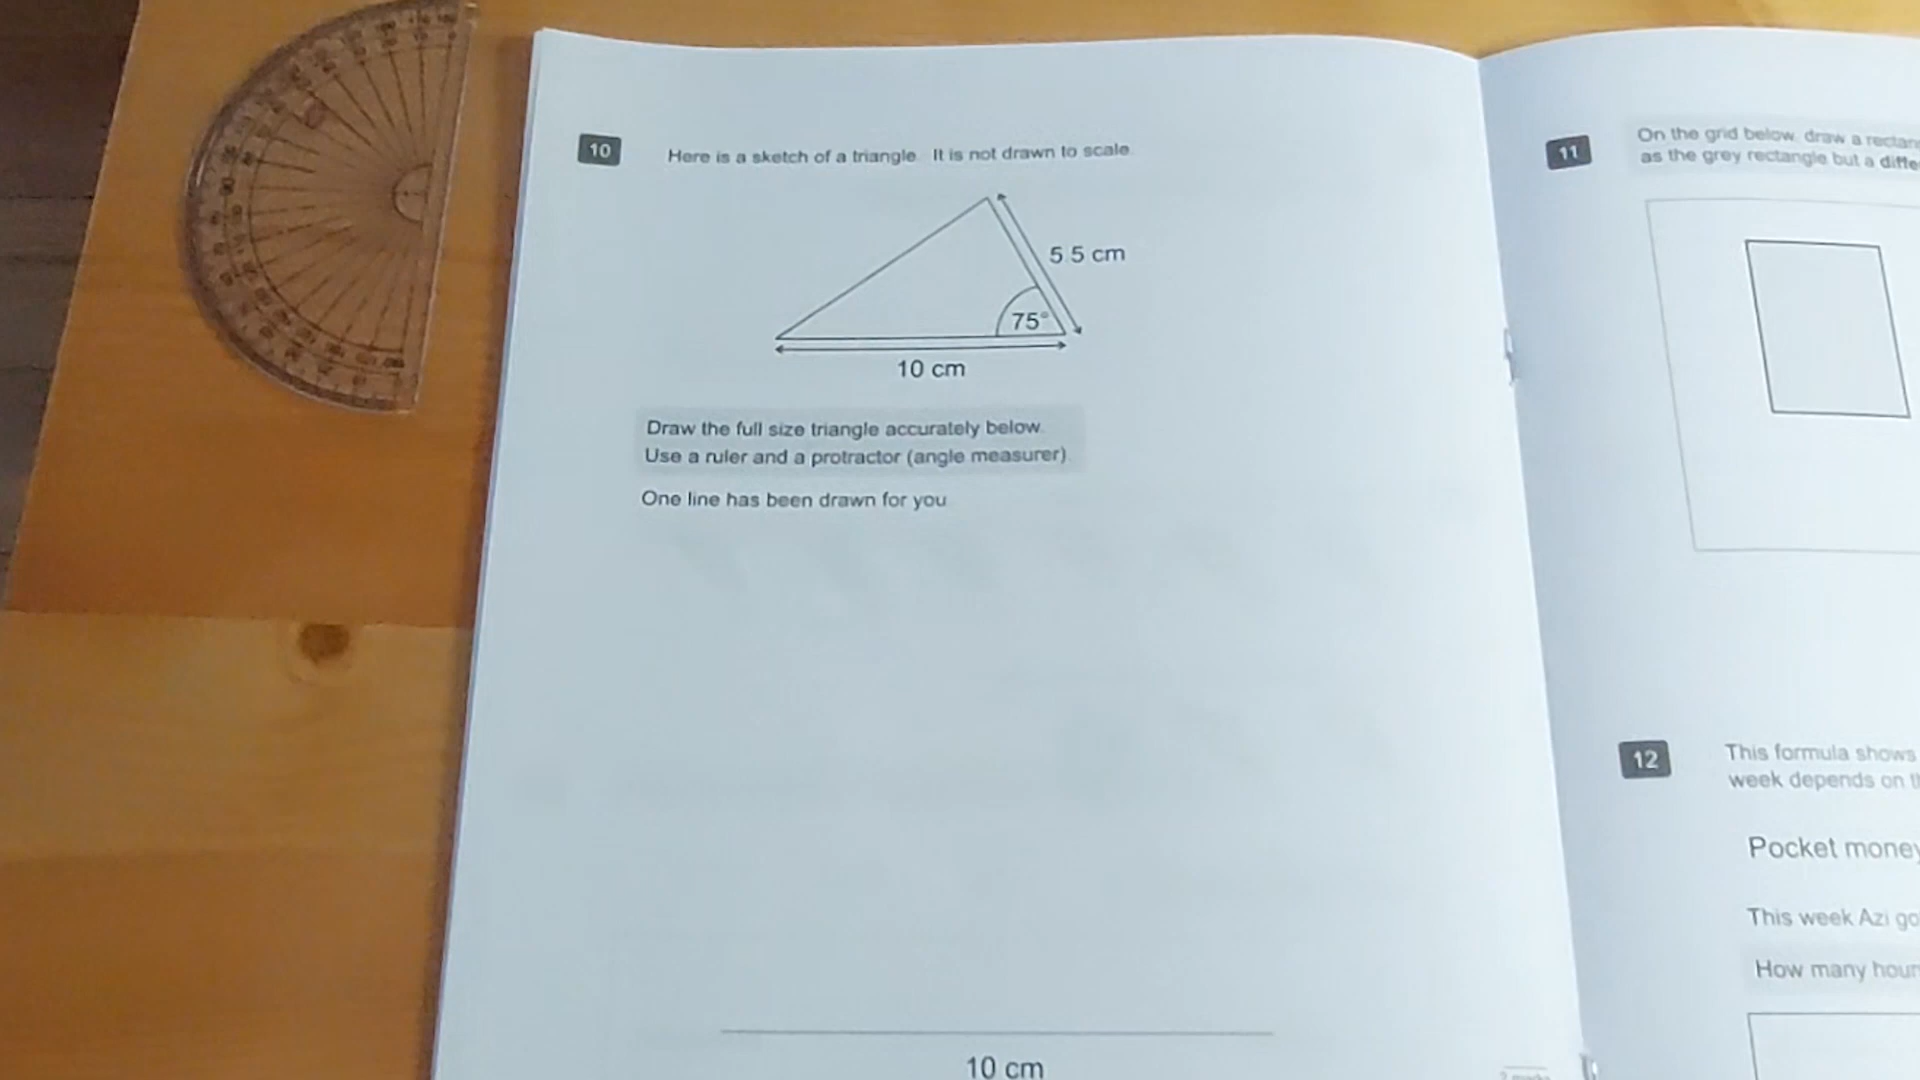 10
Here is a sketch of a triangle. It is not drawn to scale.
5.5 cm
75°
10 cm
Draw the full size triangle accurately below.
Use a ruler and a protractor (angle measurer).
One line has been drawn for you.
10 cm
11
On the grid below, draw a
as the grey rectangle but a
12
This formula shows
week depends on
Pocket money
This week Azi
How many